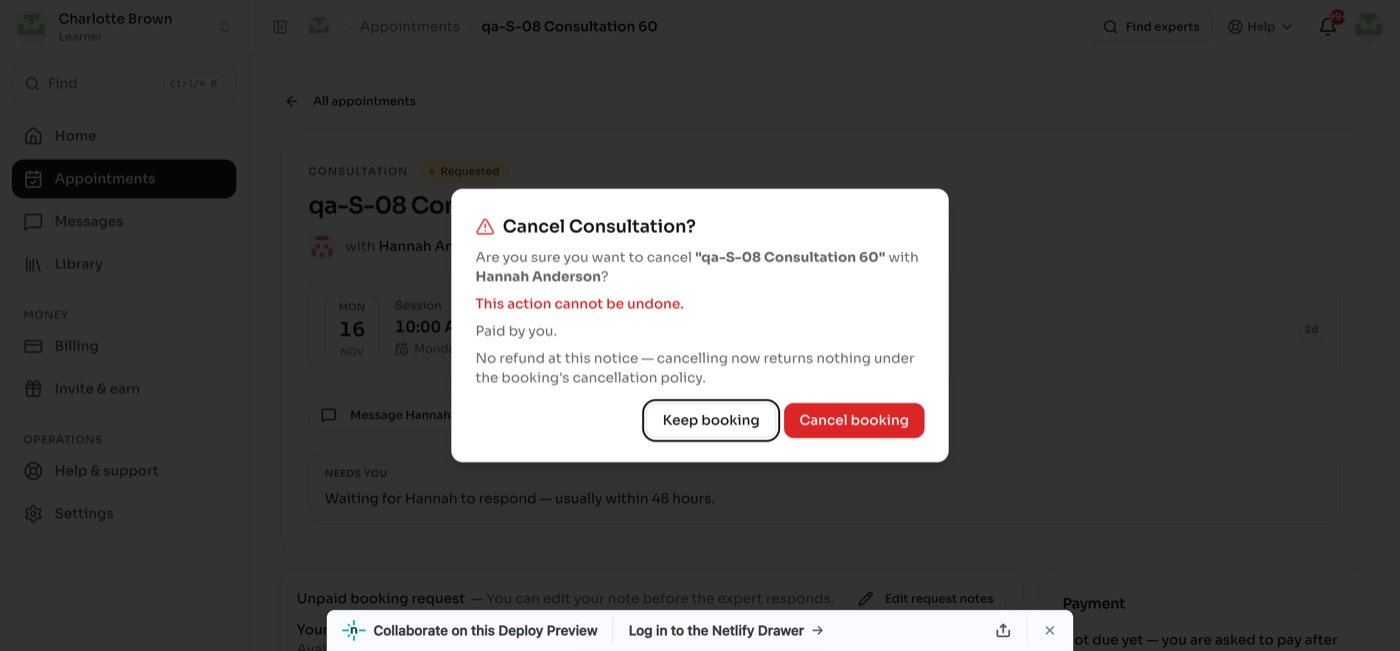 Charlotte Brown
Learner
Appointments
qa-S-08 Consultation 60
Find experts
Help
99+
Find
Ctrl/⌘ K
All appointments
Home
Appointments
Messages
Library
MONEY
Billing
Invite & earn
OPERATIONS
Help & support
Settings
CONSULTATION
Requested
qa-S-08
with Hannah
MON
16
NOV
Session
10:00
2d
Message Hannah
NEEDS YOU
Waiting for Hannah to respond — usually within 48 hours.
Cancel Consultation?
Are you sure you want to cancel "qa-S-08 Consultation 60" with
Hannah Anderson?
This action cannot be undone.
Paid by you.
No refund at this notice — cancelling now returns nothing under
the booking's cancellation policy.
Keep booking
Cancel booking
Unpaid booking request — You can edit your note before the expert responds.
Edit request notes
Payment
due yet — you are asked to pay after
Collaborate on this Deploy Preview
Log in to the Netlify Drawer →